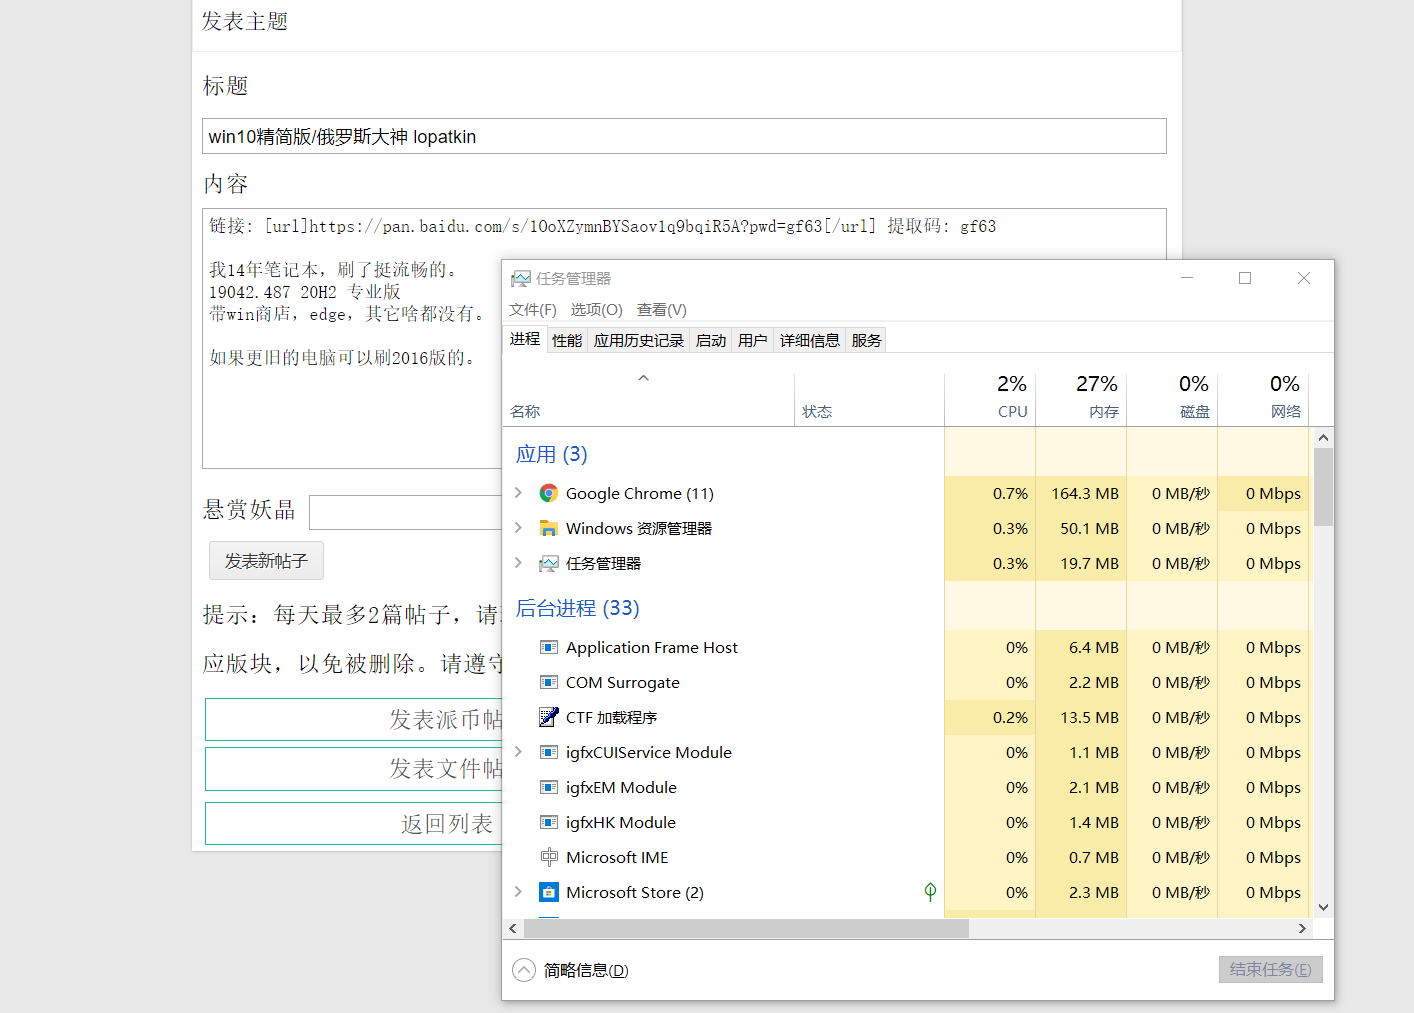 发表主题
标题
win10精简版/俄罗斯大神 lopatkin
内容
链接: [url]https://pan.baidu.com/s/1OoXZymnBYSaov1q9bqiR5A?pwd=gf63[/url] 提取码: gf63
我14年笔记本，刷了挺流畅的。
19042.487 20H2 专业版
带win商店，edge，其它啥都没有。
如果更旧的电脑可以刷2016版的。
悬赏妖晶
发表新帖子
提示：每天最多2篇帖子，请
应版块，以免被删除。请遵守
发表派币帖
发表文件帖
返回列表
任务管理器
文件(F) 选项(O) 查看(V)
进程 性能 应用历史记录 启动 用户 详细信息 服务
2% 27% 0% 0%
名称 状态 CPU 内存 磁盘 网络
应用 (3)
Google Chrome (11) 0.7% 164.3 MB 0 MB/秒 0 Mbps
Windows 资源管理器 0.3% 50.1 MB 0 MB/秒 0 Mbps
任务管理器 0.3% 19.7 MB 0 MB/秒 0 Mbps
后台进程 (33)
Application Frame Host 0% 6.4 MB 0 MB/秒 0 Mbps
COM Surrogate 0% 2.2 MB 0 MB/秒 0 Mbps
CTF 加载程序 0.2% 13.5 MB 0 MB/秒 0 Mbps
igfxCUIService Module 0% 1.1 MB 0 MB/秒 0 Mbps
igfxEM Module 0% 2.1 MB 0 MB/秒 0 Mbps
igfxHK Module 0% 1.4 MB 0 MB/秒 0 Mbps
Microsoft IME 0% 0.7 MB 0 MB/秒 0 Mbps
Microsoft Store (2) 0% 2.3 MB 0 MB/秒 0 Mbps
简略信息(D)
结束任务(E)